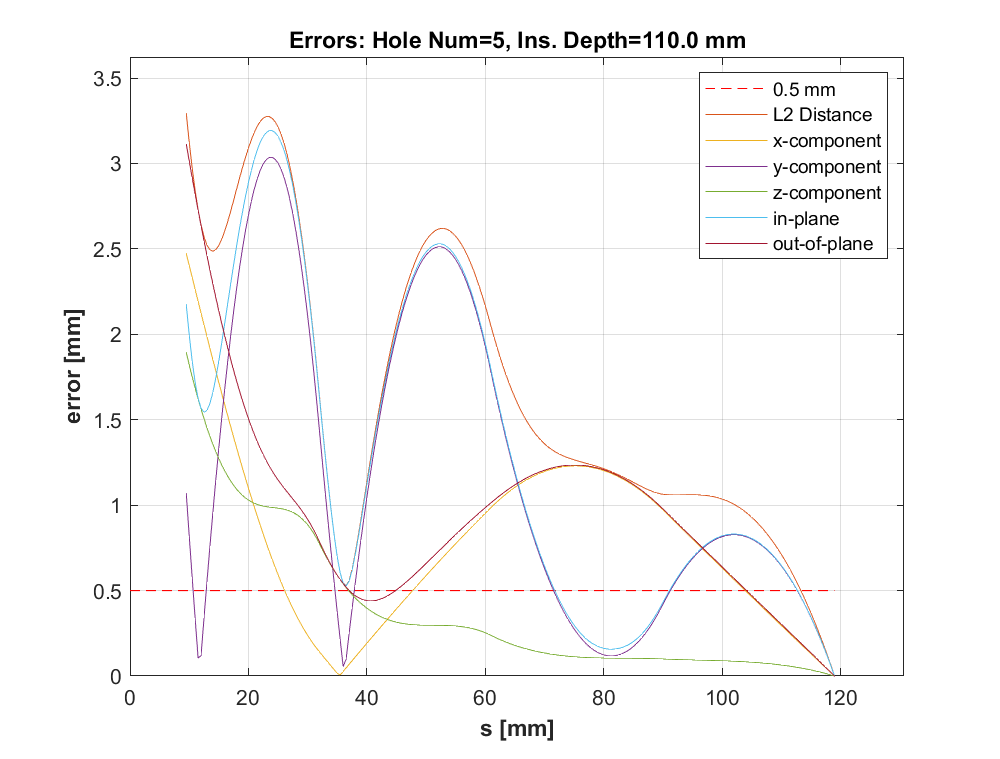 Errors: Hole Num=5, Ins. Depth=110.0 mm
3.5
3
2.5
2
1.5
1
0.5
0
error [mm]
0.5 mm
L2 Distance
x-component
y-component
z-component
in-plane
out-of-plane
0
20
40
60
80
100
120
s [mm]